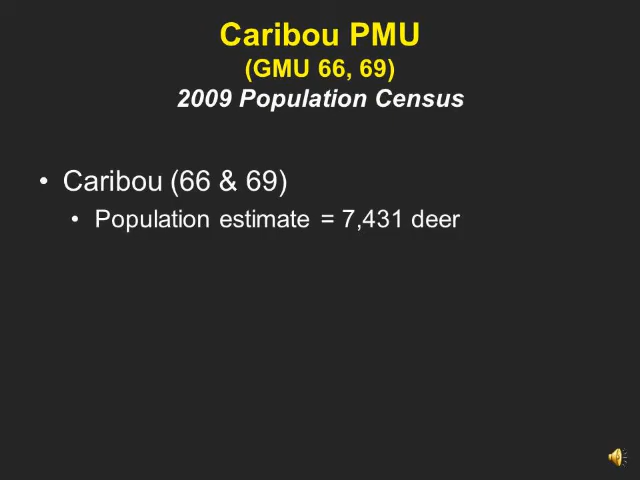 Caribou PMU
(GMU 66, 69)
2009 Population Census
• Caribou (66 & 69)
• Population estimate = 7,431 deer